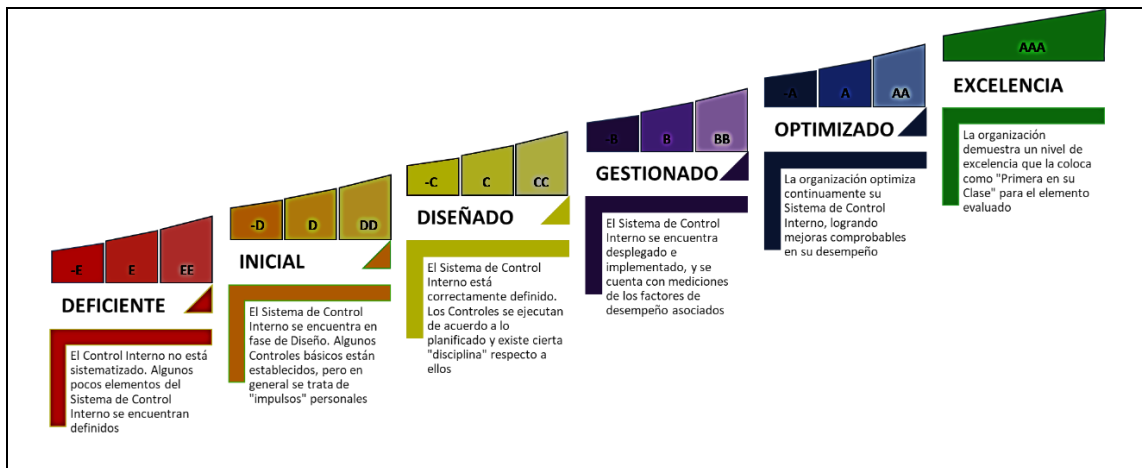 -E E EE
DEFICIENTE
El Control Interno no está
sistematizado. Algunos
pocos elementos del
Sistema de Control
Interno se encuentran
definidos
-D D DD
INICIAL
El Sistema de Control
Interno se encuentra en
fase de Diseño. Algunos
Controles básicos están
establecidos, pero en
general se trata de
"impulsos" personales
-C C CC
DISEÑADO
El Sistema de Control
Interno está
correctamente definido.
Los Controles se ejecutan
de acuerdo a lo
planificado y existe cierta
"disciplina" respecto a
ellos
-B B BB
GESTIONADO
El Sistema de Control
Interno se encuentra
desplegado e
implementado, y se
cuenta con mediciones
de los factores de
desempeño asociados
-A A AA
OPTIMIZADO
La organización optimiza
continuamente su
Sistema de Control
Interno, logrando
mejoras comprobables
en su desempeño
AAA
EXCELENCIA
La organización
demuestra un nivel de
excelencia que la coloca
como "Primera en su
Clase" para el elemento
evaluado